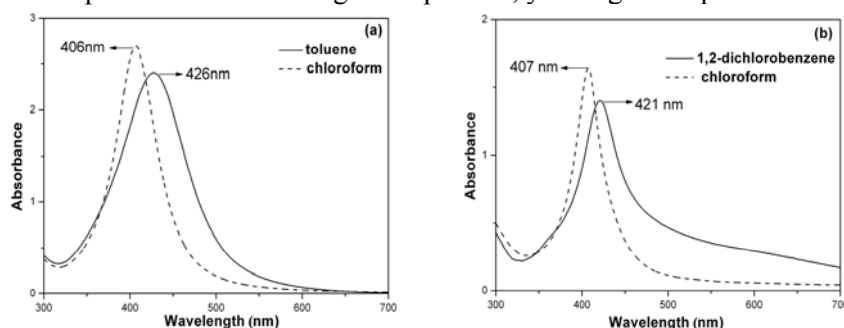 (a)
406nm
toluene
chloroform
426nm
Absorbance
3
2
1
0
300 400 500 600 700
Wavelength (nm)
(b)
407 nm
1,2-dichlorobenzene
chloroform
421 nm
Absorbance
2
1
0
300 400 500 600 700
Wavelength (nm)